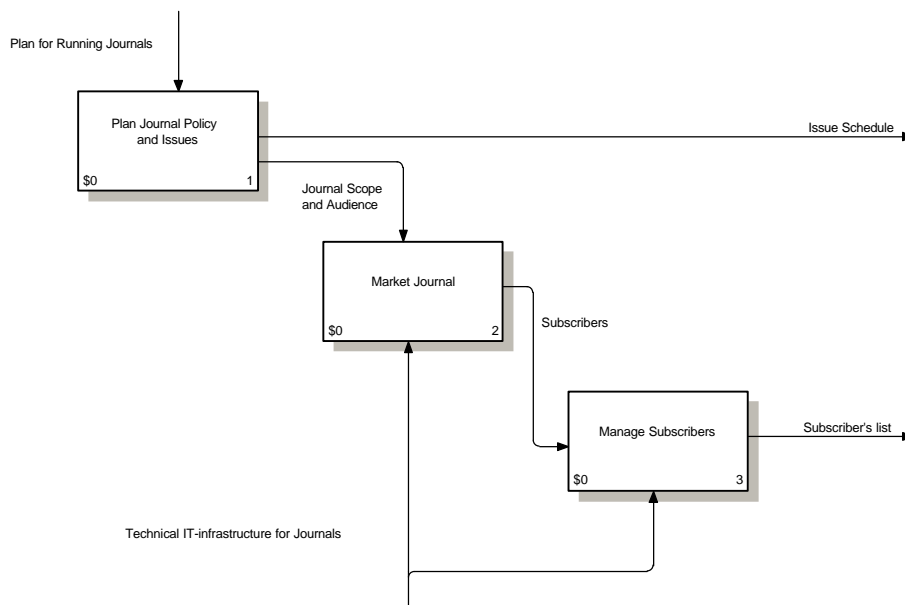 Plan for Running Journals
Plan Journal Policy
and Issues
$0
1
Issue Schedule
Journal Scope
and Audience
Market Journal
$0
2
Subscribers
Manage Subscribers
$0
3
Subscriber's list
Technical IT-infrastructure for Journals